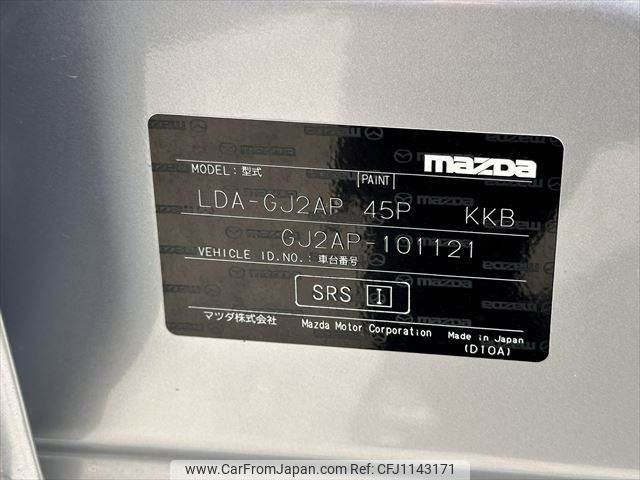 mazda
MODEL：型式 PAINT
LDA-GJ2AP 45P KKB
GJ2AP-101121
VEHICLE ID.NO.：車台番号
SRS I
マツダ株式会社 Mazda Motor Corporation Made in Japan
(D10A)
www.CarFromJapan.com | Ref No. CFJ1143171